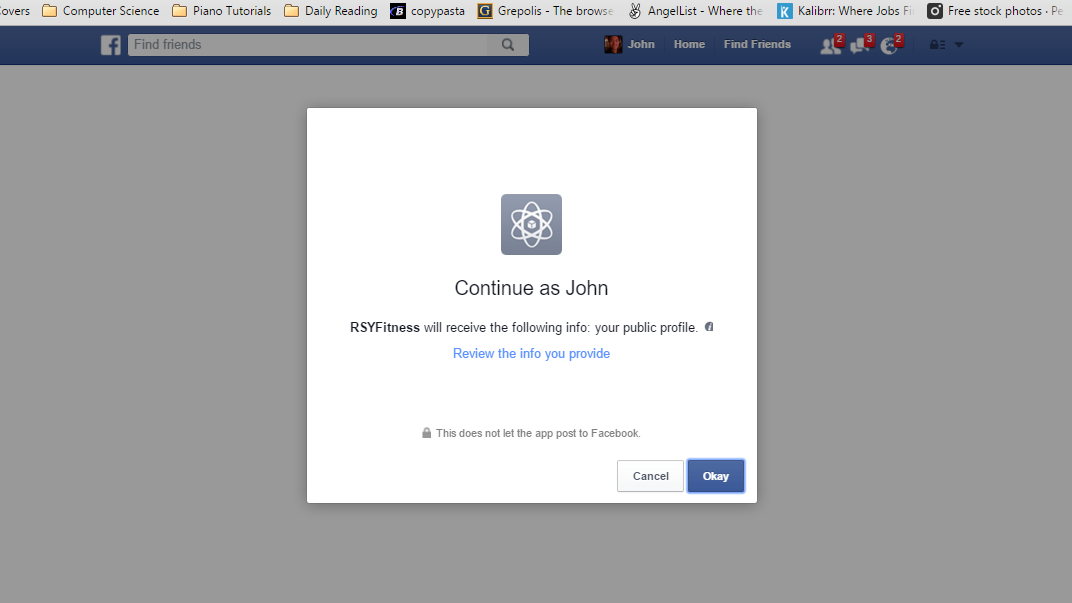 overs Computer Science Piano Tutorials Daily Reading copypasta Grepolis - The browse AngelList - Where the Kalibrr: Where Jobs Fi Free stock photos · Pe
Find friends John Home Find Friends 2 3 2
Continue as John
RSYFitness will receive the following info: your public profile. i
Review the info you provide
This does not let the app post to Facebook.
Cancel Okay